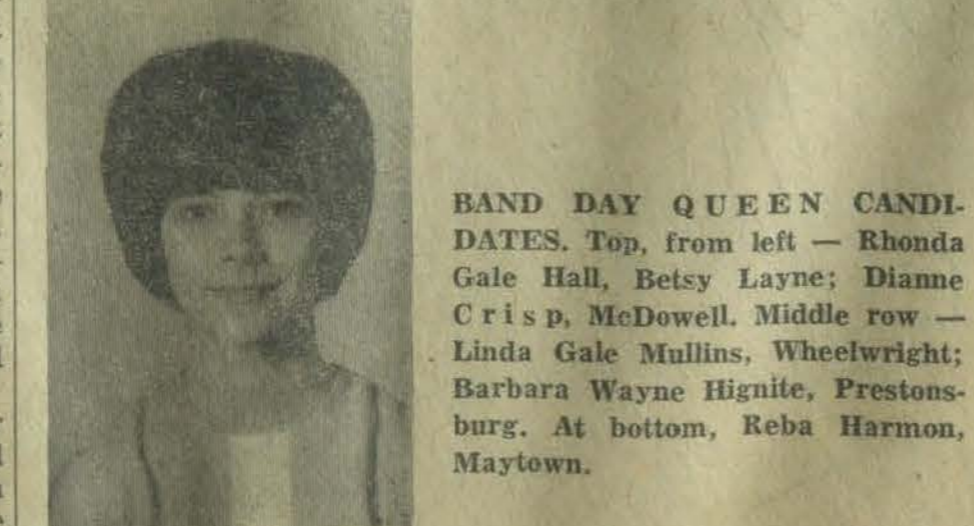 BAND DAY QUEEN CANDI-
DATES. Top, from left — Rhonda
Gale Hall, Betsy Layne; Dianne
Crisp, McDowell. Middle row —
Linda Gale Mullins, Wheelwright;
Barbara Wayne Hignite, Prestons-
burg. At bottom, Reba Harmon,
Maytown.